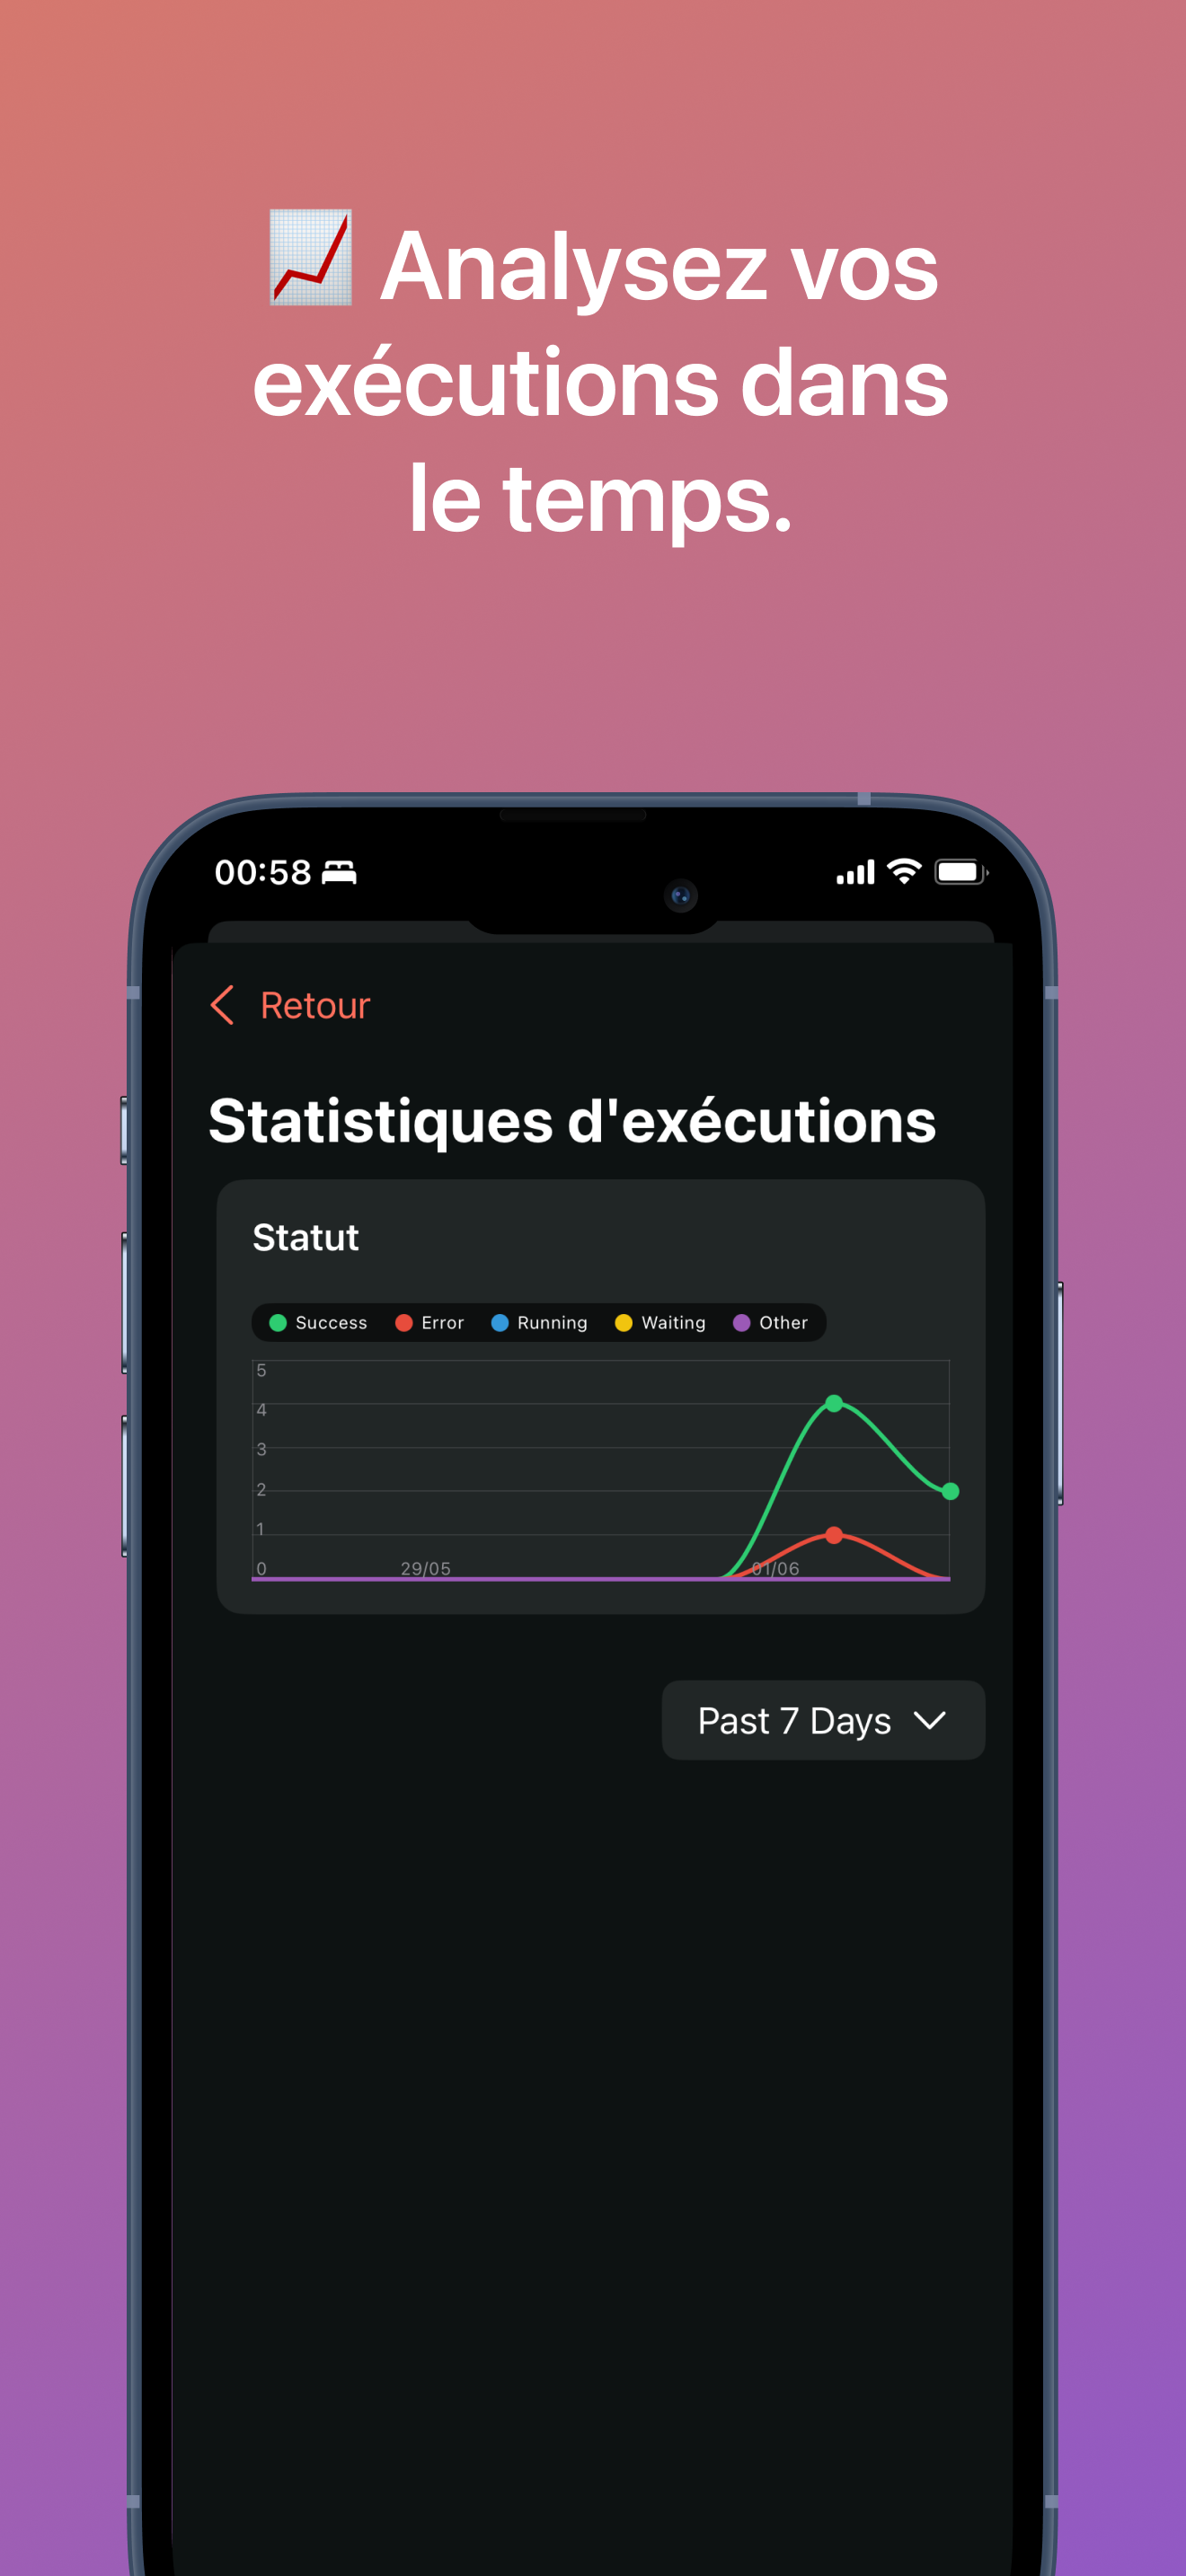 📈 Analysez vos
exécutions dans
le temps.
00:58
Retour
Statistiques d'exécutions
Statut
Success Error Running Waiting Other
5
4
3
2
1
0
29/05 01/06
Past 7 Days